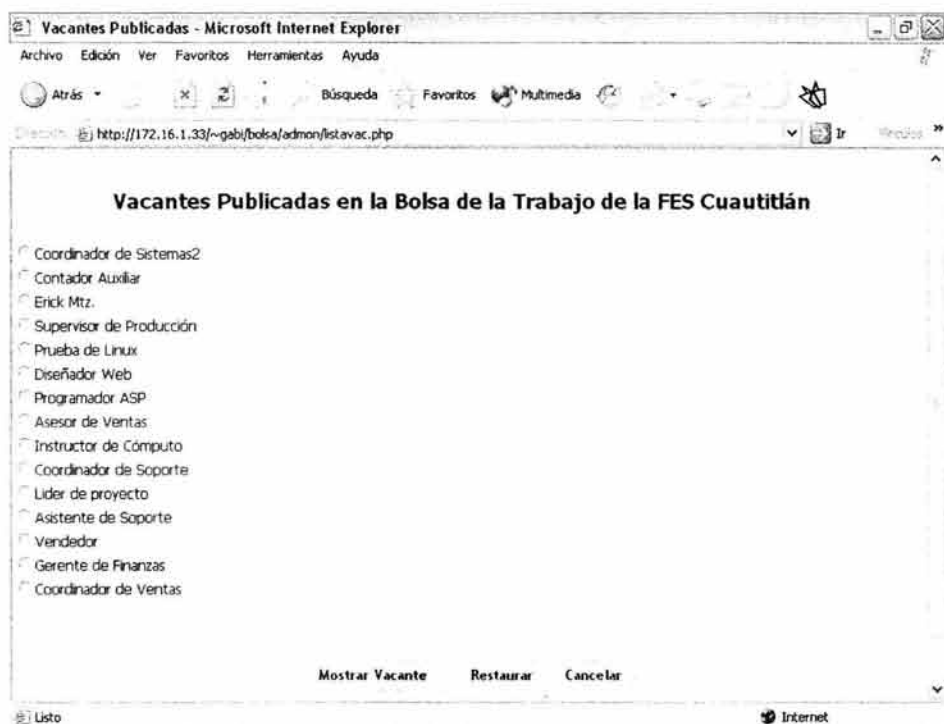 Vacantes Publicadas - Microsoft Internet Explorer
Archivo Edición Ver Favoritos Herramientas Ayuda
Atrás Búsqueda Favoritos Multimedia
http://172.16.1.33/~gabi/bolsa/admon/listavac.php Ir
Vacantes Publicadas en la Bolsa de la Trabajo de la FES Cuautitlán
Coordinador de Sistemas2
Contador Auxiliar
Erick Mtz.
Supervisor de Producción
Prueba de Linux
Diseñador Web
Programador ASP
Asesor de Ventas
Instructor de Cómputo
Coordinador de Soporte
Lider de proyecto
Asistente de Soporte
Vendedor
Gerente de Finanzas
Coordinador de Ventas
Mostrar Vacante Restaurar Cancelar
Listo Internet